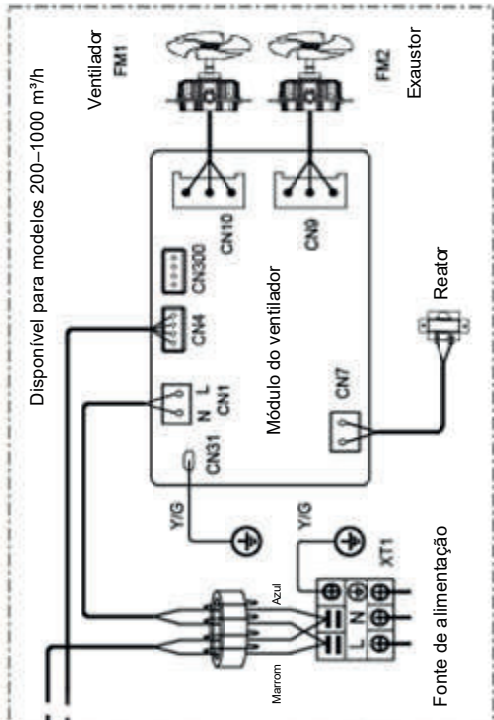 Disponível para modelos 200–1000 m³/h
Ventilador
FM1
FM2
Exaustor
CN10
CN9
CN300
CN4
N L
CN1
CN31
Módulo do ventilador
CN7
Reator
Y/G
Y/G
Azul
Marrom
XT1
L N
Fonte de alimentação